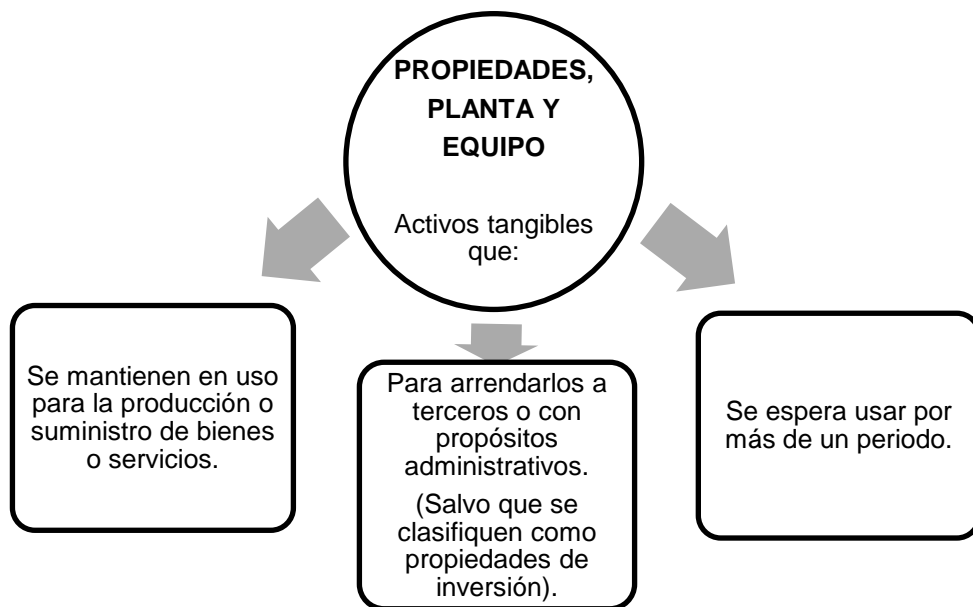 PROPIEDADES,
PLANTA Y
EQUIPO
Activos tangibles
que:
Se mantienen en uso
para la producción o
suministro de bienes
o servicios.
Para arrendarlos a
terceros o con
propósitos
administrativos.
(Salvo que se
clasifiquen como
propiedades de
inversión).
Se espera usar por
más de un periodo.